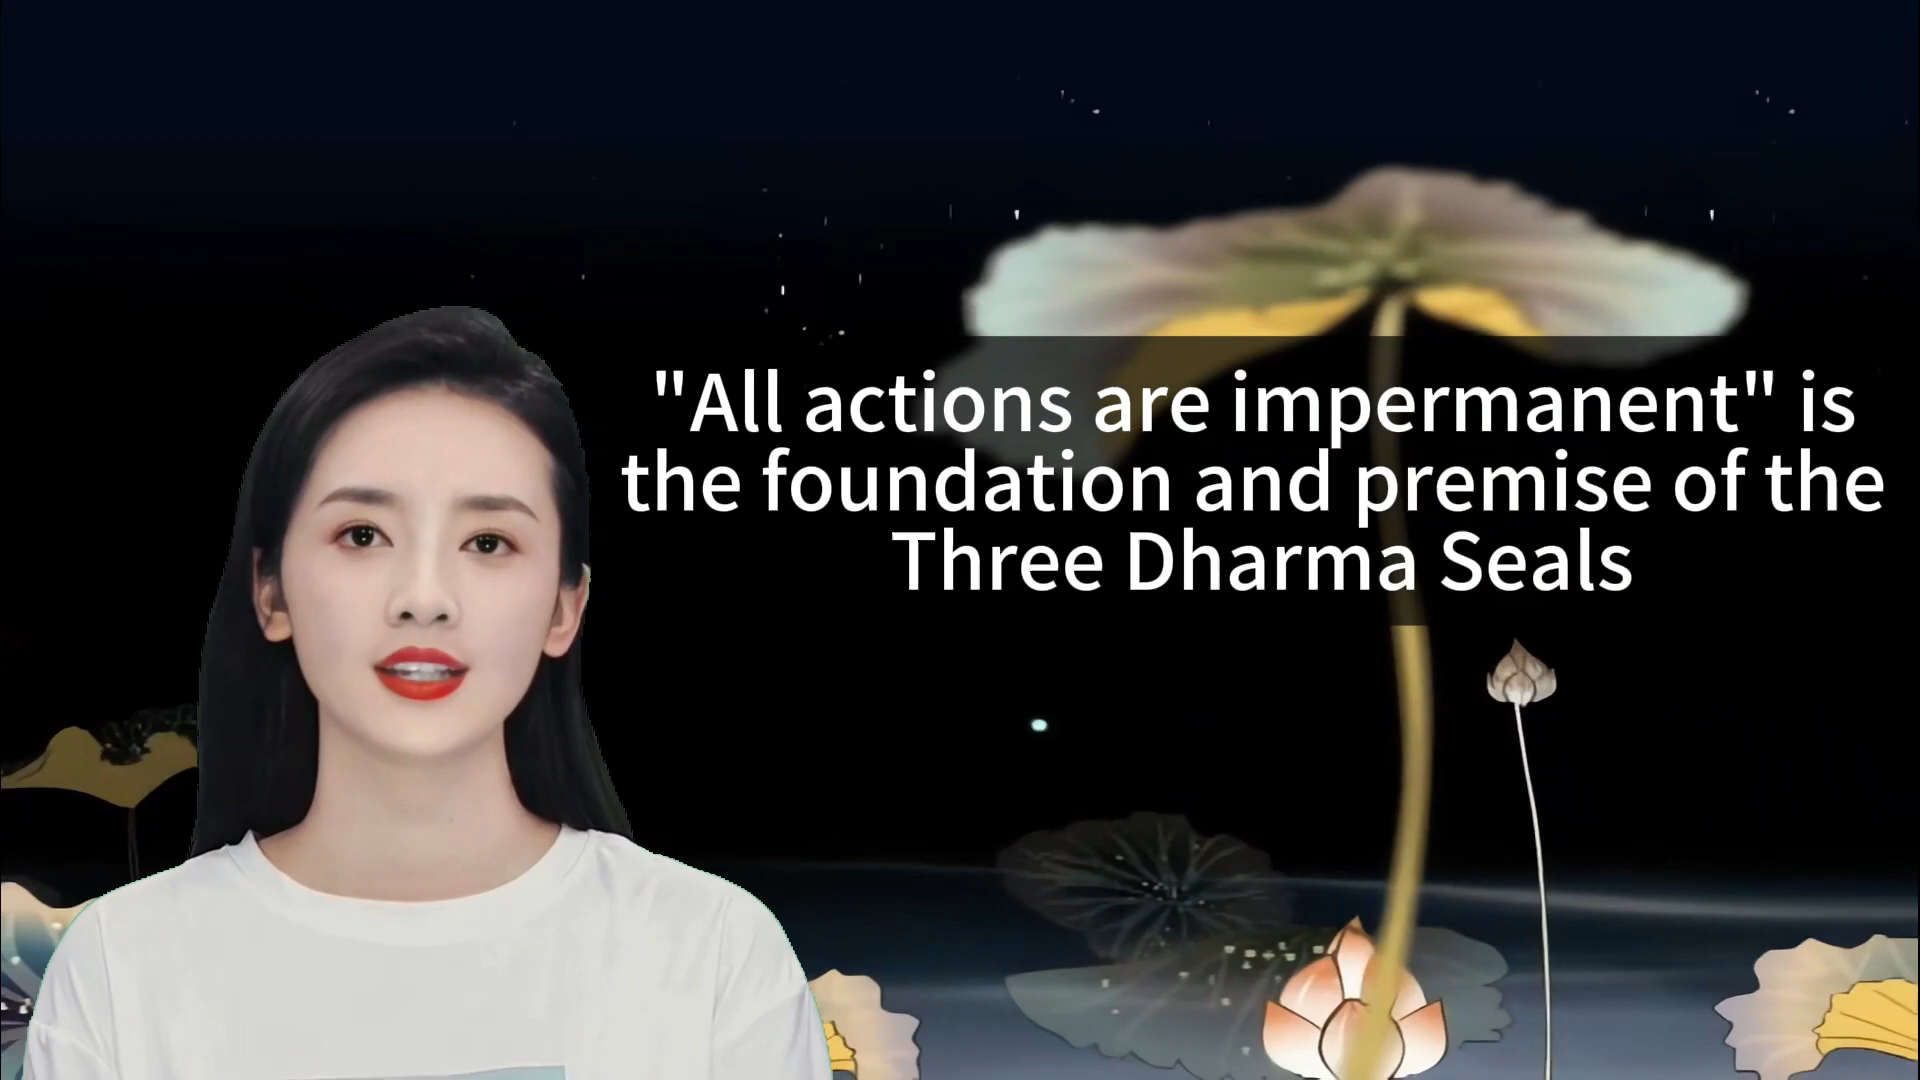 "All actions are impermanent" is
the foundation and premise of the
Three Dharma Seals